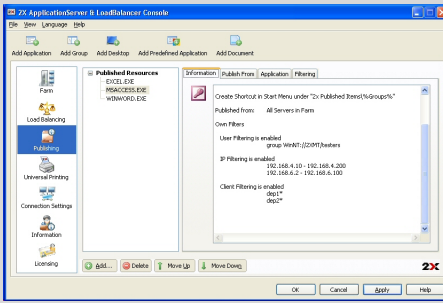 2X ApplicationServer & LoadBalancer Console
File View Language Help
Add Application Add Group Add Desktop Add Predefined Application Add Document
Farm
Load Balancing
Publishing
Universal Printing
Connection Settings
Information
Licensing
Published Resources
EXCEL.EXE
MSACCESS.EXE
WINWORD.EXE
Information Publish From Application Filtering
Create Shortcut in Start Menu under "2x Published Items\%Groups%"
Published from: All Servers in Farm
Own Filters
User Filtering is enabled
group WinNT://2XMT/testers
IP Filtering is enabled
192.168.4.10 - 192.168.4.200
192.168.6.2 - 192.168.6.100
Client Filtering is enabled
dep1*
dep2*
Add... Delete Move Up Move Down
2X
OK Cancel Apply Help